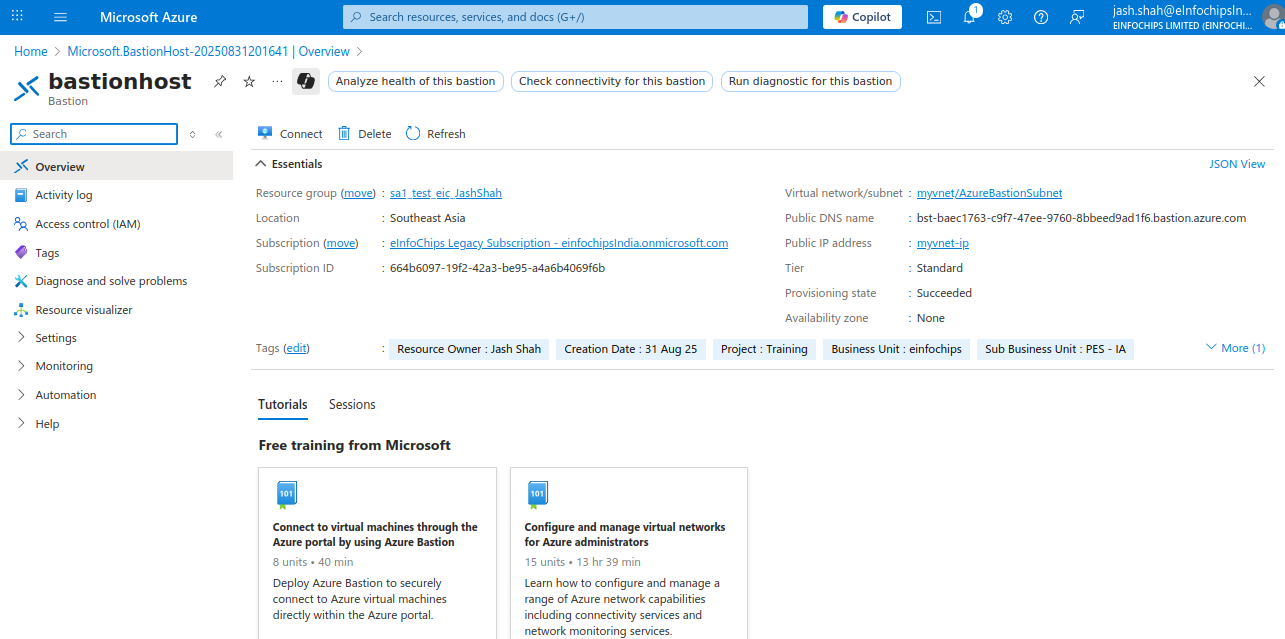 Microsoft Azure
Search resources, services, and docs (G+/)
Copilot
1
jash.shah@eInfochipsIn...
EINFOCHIPS LIMITED (EINFOCHI...
Home > Microsoft.BastionHost-20250831201641 | Overview >
bastionhost
Bastion
...
Analyze health of this bastion
Check connectivity for this bastion
Run diagnostic for this bastion
Search
Overview
Activity log
Access control (IAM)
Tags
Diagnose and solve problems
Resource visualizer
Settings
Monitoring
Automation
Help
Connect
Delete
Refresh
Essentials
JSON View
Resource group (move) : sa1_test_eic_JashShah
Location : Southeast Asia
Subscription (move) : eInfoChips Legacy Subscription - einfochipsIndia.onmicrosoft.com
Subscription ID : 664b6097-19f2-42a3-be95-a4a6b4069f6b
Virtual network/subnet : myvnet/AzureBastionSubnet
Public DNS name : bst-baec1763-c9f7-47ee-9760-8bbeed9ad1f6.bastion.azure.com
Public IP address : myvnet-ip
Tier : Standard
Provisioning state : Succeeded
Availability zone : None
Tags (edit) : Resource Owner : Jash Shah Creation Date : 31 Aug 25 Project : Training Business Unit : einfochips Sub Business Unit : PES - IA More (1)
Tutorials
Sessions
Free training from Microsoft
101
Connect to virtual machines through the
Azure portal by using Azure Bastion
8 units • 40 min
Deploy Azure Bastion to securely
connect to Azure virtual machines
directly within the Azure portal.
101
Configure and manage virtual networks
for Azure administrators
15 units • 13 hr 39 min
Learn how to configure and manage a
range of Azure network capabilities
including connectivity services and
network monitoring services.